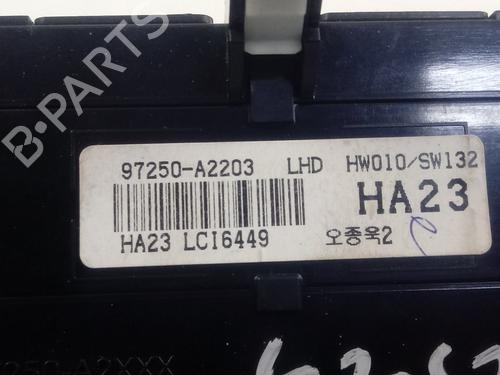 97250-A2203 LHD HW010/SW132
HA23
HA23 LCI6449 오종욱2
B-PARTS